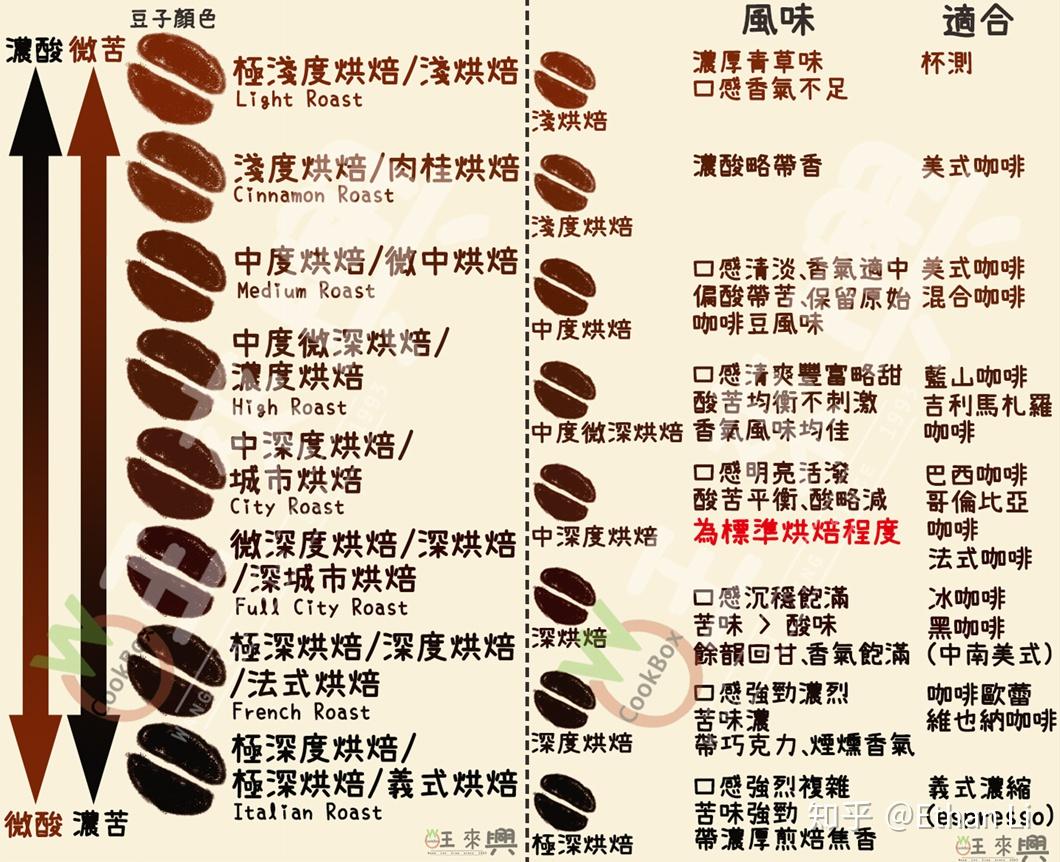 豆子顏色
濃酸 微苦
極淺度烘焙/淺烘焙
Light Roast
淺度烘焙/肉桂烘焙
Cinnamon Roast
中度烘焙/微中烘焙
Medium Roast
中度微深烘焙/
濃度烘焙
High Roast
中深度烘焙/
城市烘焙
City Roast
微深度烘焙/深烘焙
/深城市烘焙
Full City Roast
極深烘焙/深度烘焙
/法式烘焙
French Roast
極深度烘焙/
極深烘焙/義式烘焙
Italian Roast
微酸 濃苦
CookBox
王來興
風味 適合
淺烘焙
濃厚青草味
口感香氣不足
杯測
淺度烘焙
濃酸略帶香
美式咖啡
中度烘焙
口感清淡、香氣適中
偏酸帶苦、保留原始
咖啡豆風味
美式咖啡
混合咖啡
中度微深烘焙
口感清爽豐富略甜
酸苦均衡不刺激
香氣風味均佳
藍山咖啡
吉利馬札羅
咖啡
中深度烘焙
口感明亮活潑
酸苦平衡、酸略減
為標準烘焙程度
巴西咖啡
哥倫比亞
咖啡
法式咖啡
深烘焙
口感沉穩飽滿
苦味 > 酸味
餘韻回甘、香氣飽滿
冰咖啡
黑咖啡
(中南美式)
深度烘焙
口感強勁濃烈
苦味濃
帶巧克力、煙燻香氣
咖啡歐蕾
維也納咖啡
極深烘焙
口感強烈複雜
苦味強勁
帶濃厚煎焙焦香
義式濃縮
(espresso)
CookBox
知乎 @Ethan Li
王來興